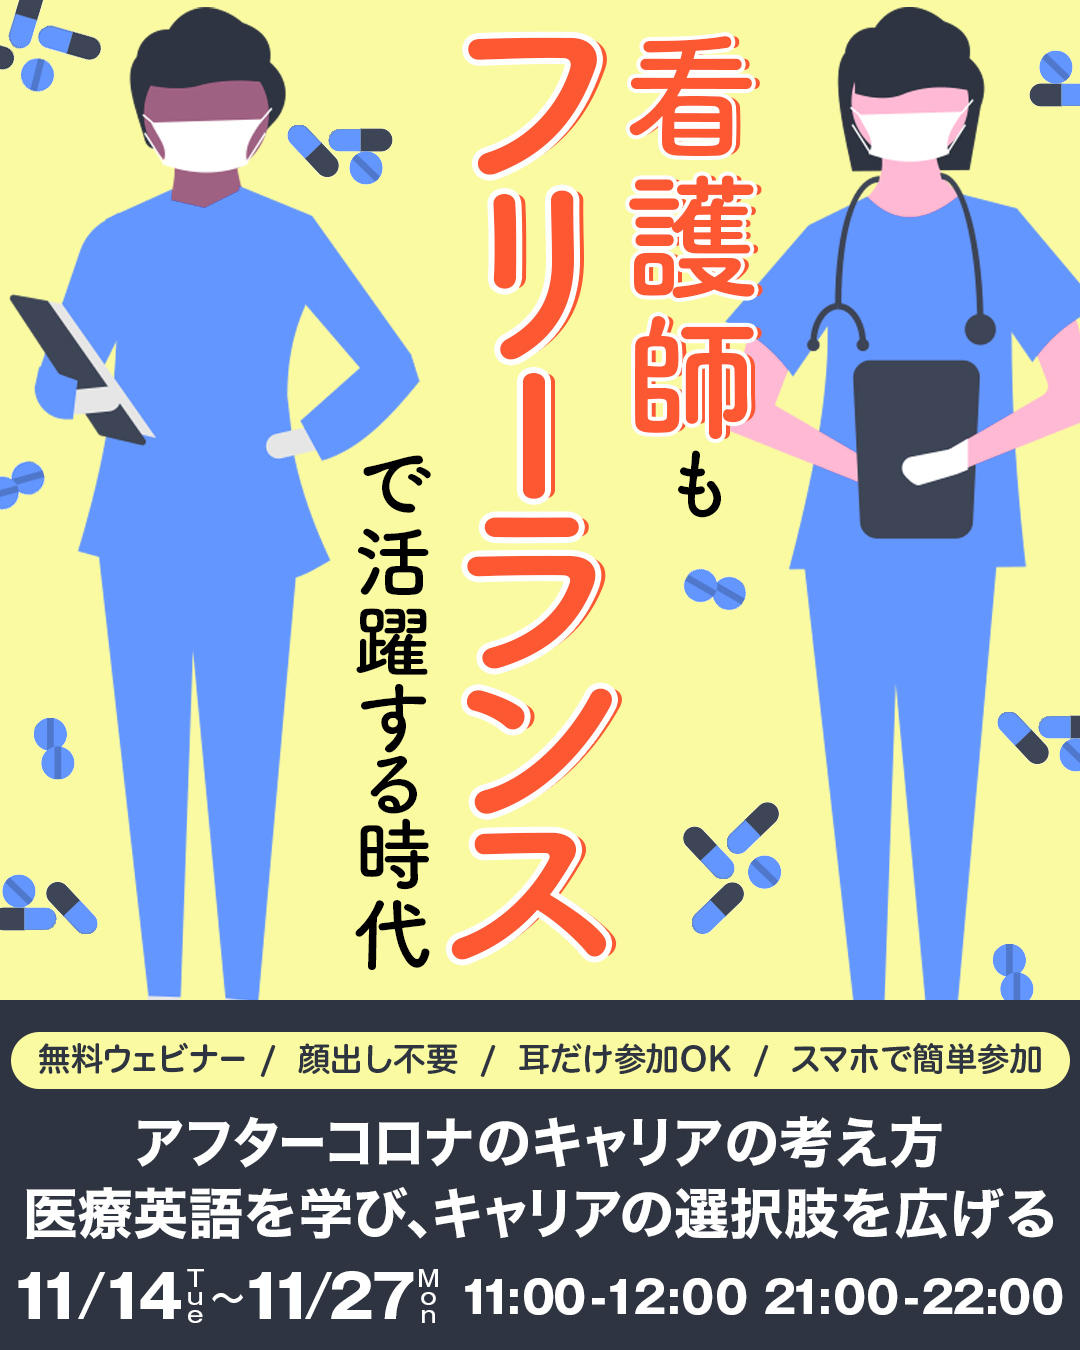 看護師も
フリーランス
で活躍する時代
無料ウェビナー / 顔出し不要 / 耳だけ参加OK / スマホで簡単参加
アフターコロナのキャリアの考え方
医療英語を学び、キャリアの選択肢を広げる
11/14Tue～11/27Mon 11:00-12:00 21:00-22:00